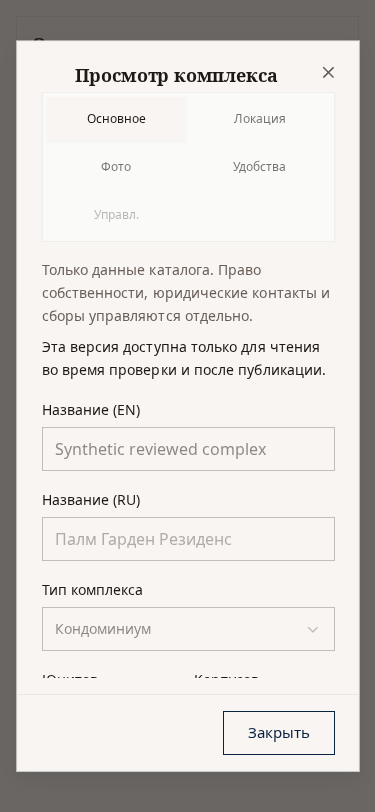 Просмотр комплекса
Основное
Локация
Фото
Удобства
Управл.
Только данные каталога. Право
собственности, юридические контакты и
сборы управляются отдельно.
Эта версия доступна только для чтения
во время проверки и после публикации.
Название (EN)
Synthetic reviewed complex
Название (RU)
Палм Гарден Резиденс
Тип комплекса
Кондоминиум
Закрыть